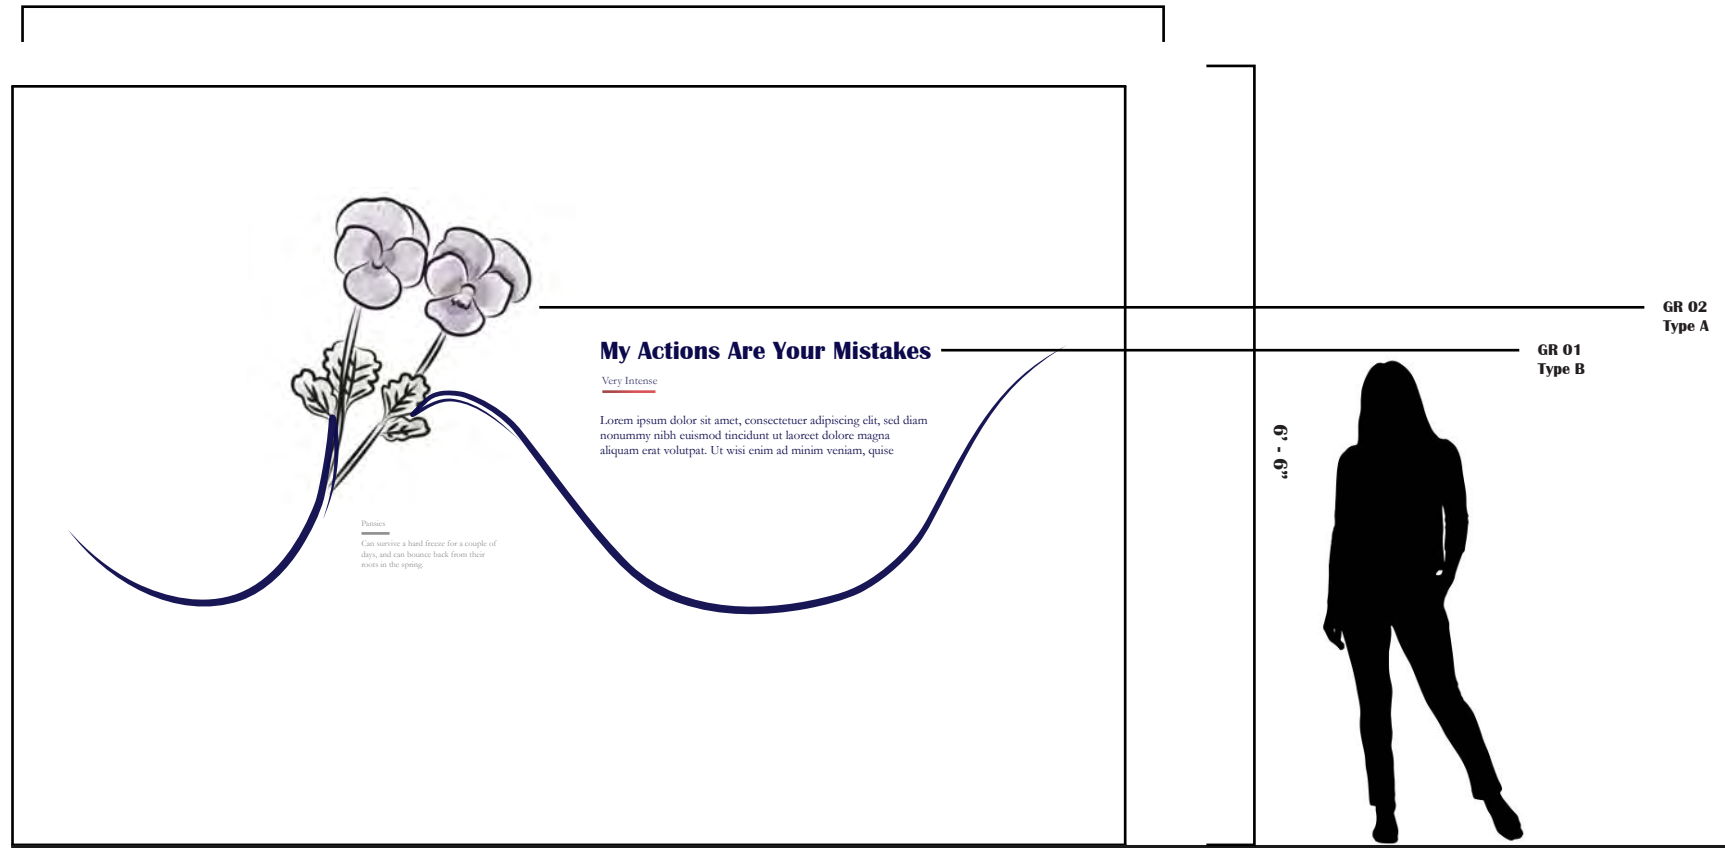 GR 02
Type A
My Actions Are Your Mistakes
GR 01
Type B
Very Intense
Lorem ipsum dolor sit amet, consectetuer adipiscing elit, sed diam
nonummy nibh euismod tincidunt ut laoreet dolore magna
aliquam erat volutpat. Ut wisi enim ad minim veniam, quise
6' - 6”
Pansies
Can survive a hard freeze for a couple of
days, and can bounce back from their
roots in the spring.